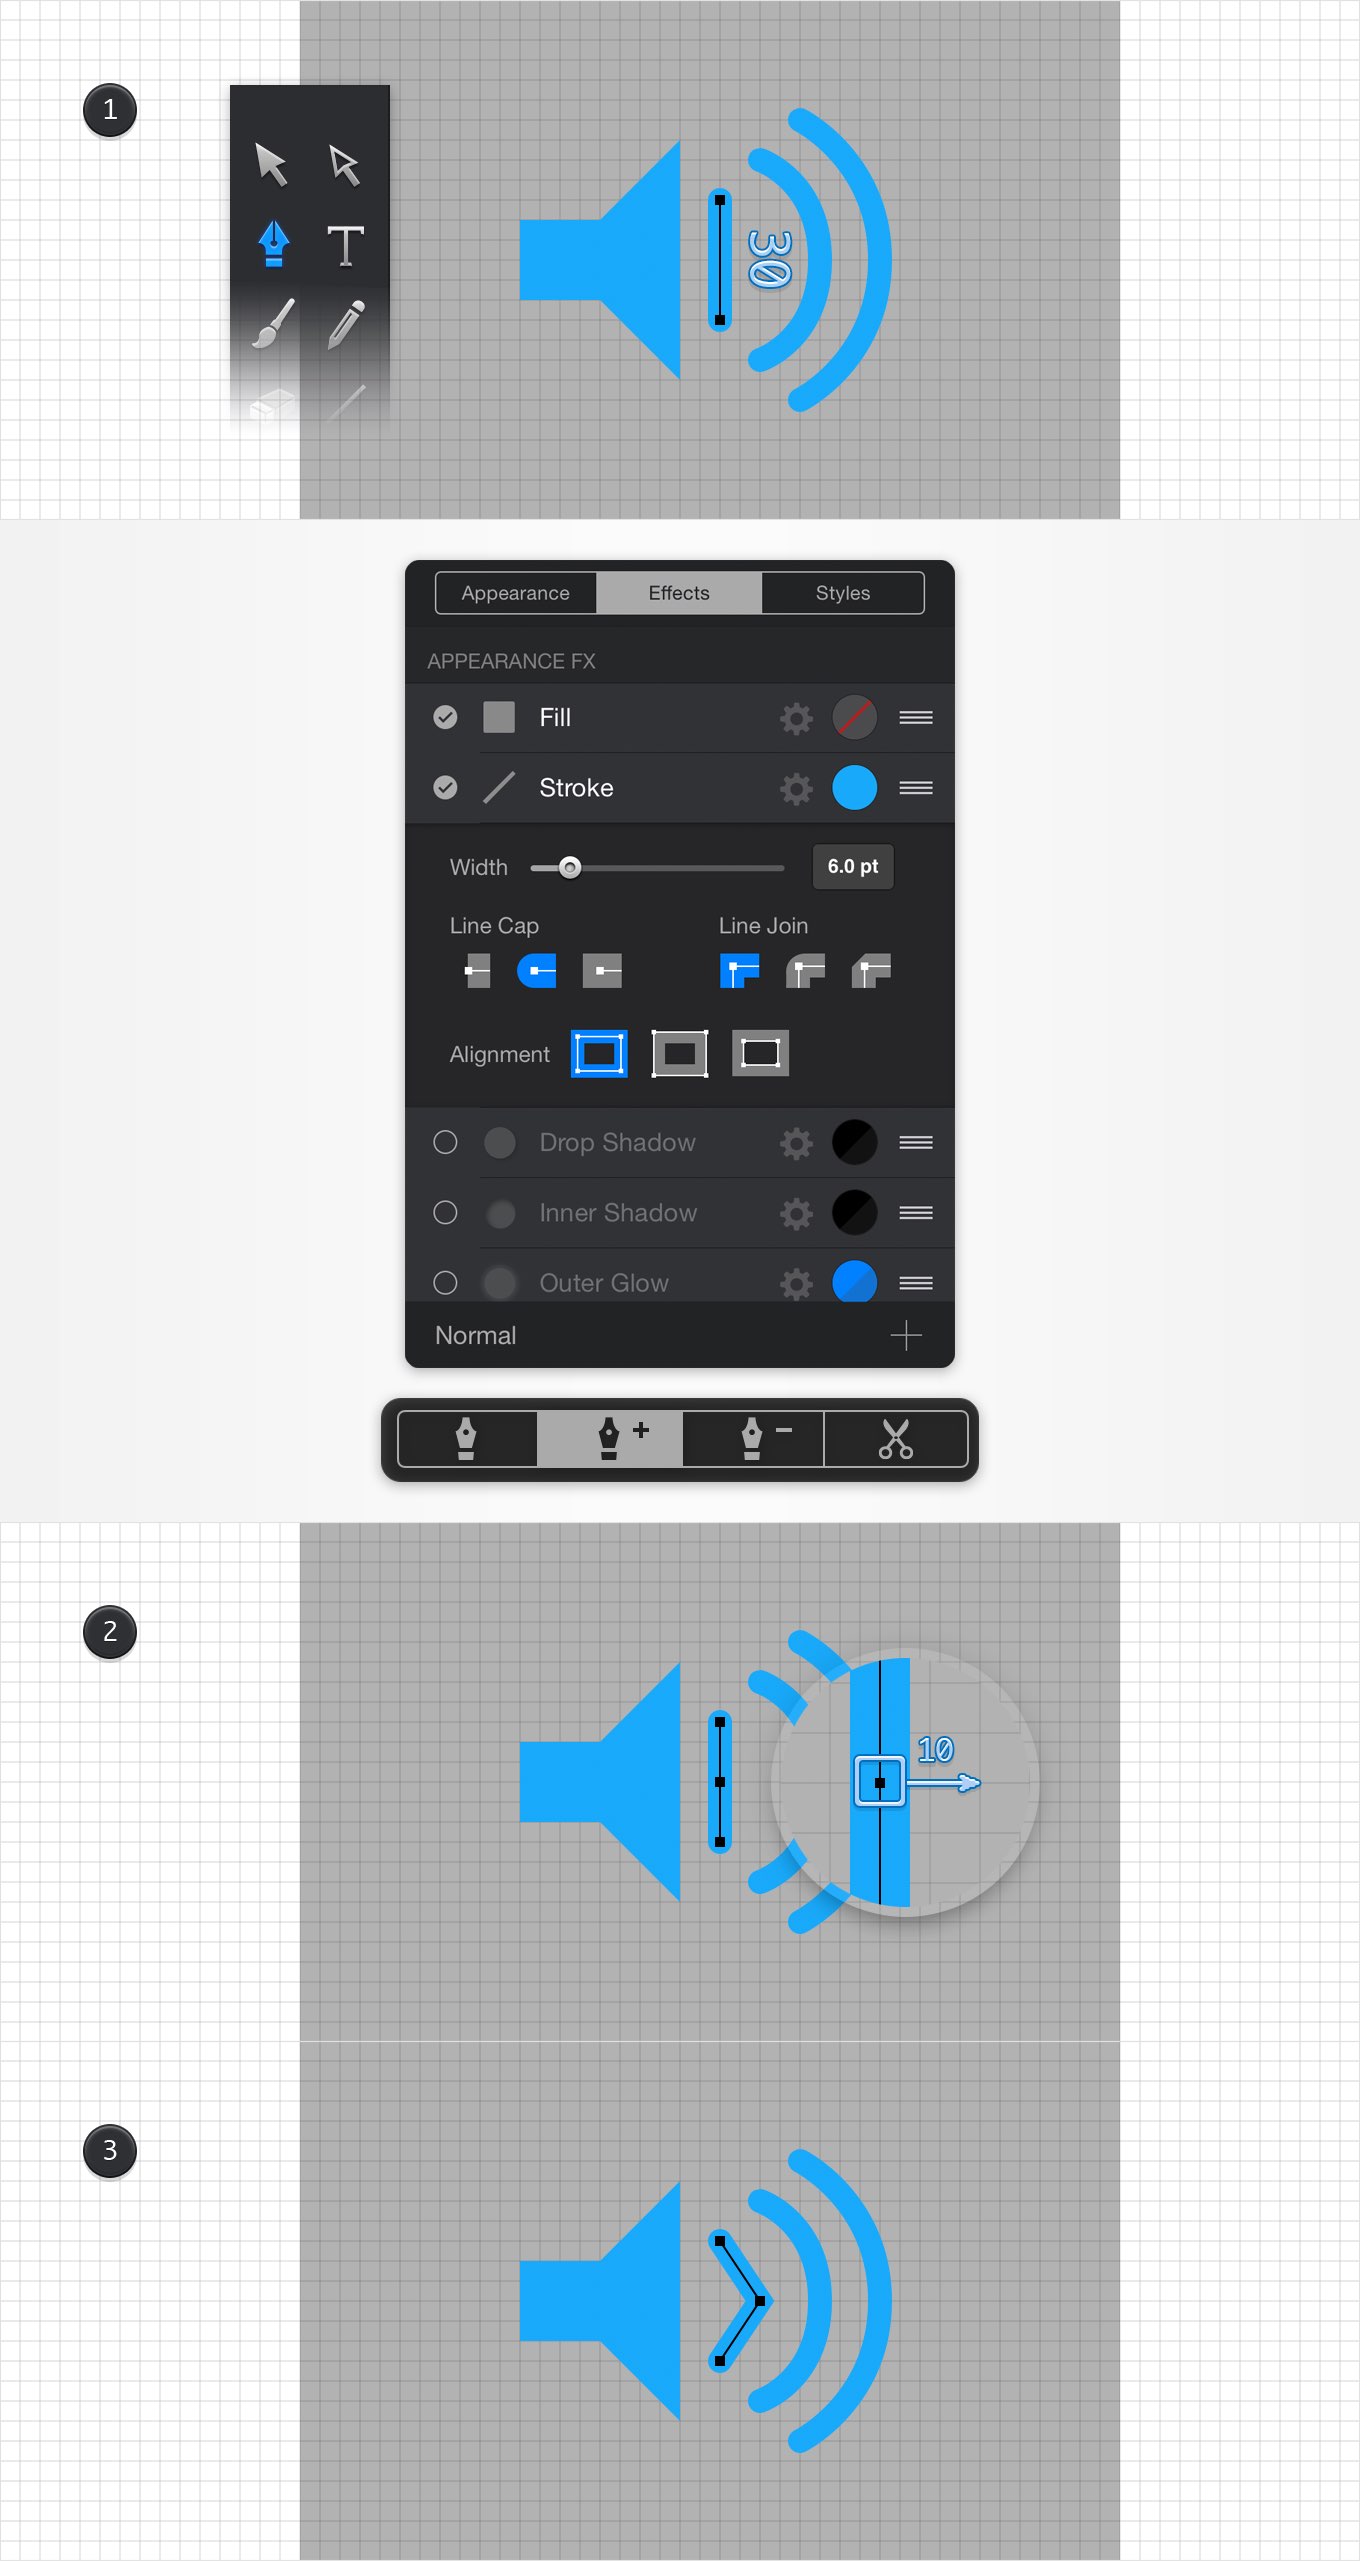 1
30
Appearance Effects Styles
APPEARANCE FX
Fill
Stroke
Width 6.0 pt
Line Cap Line Join
Alignment
Drop Shadow
Inner Shadow
Outer Glow
Normal
2
10
3